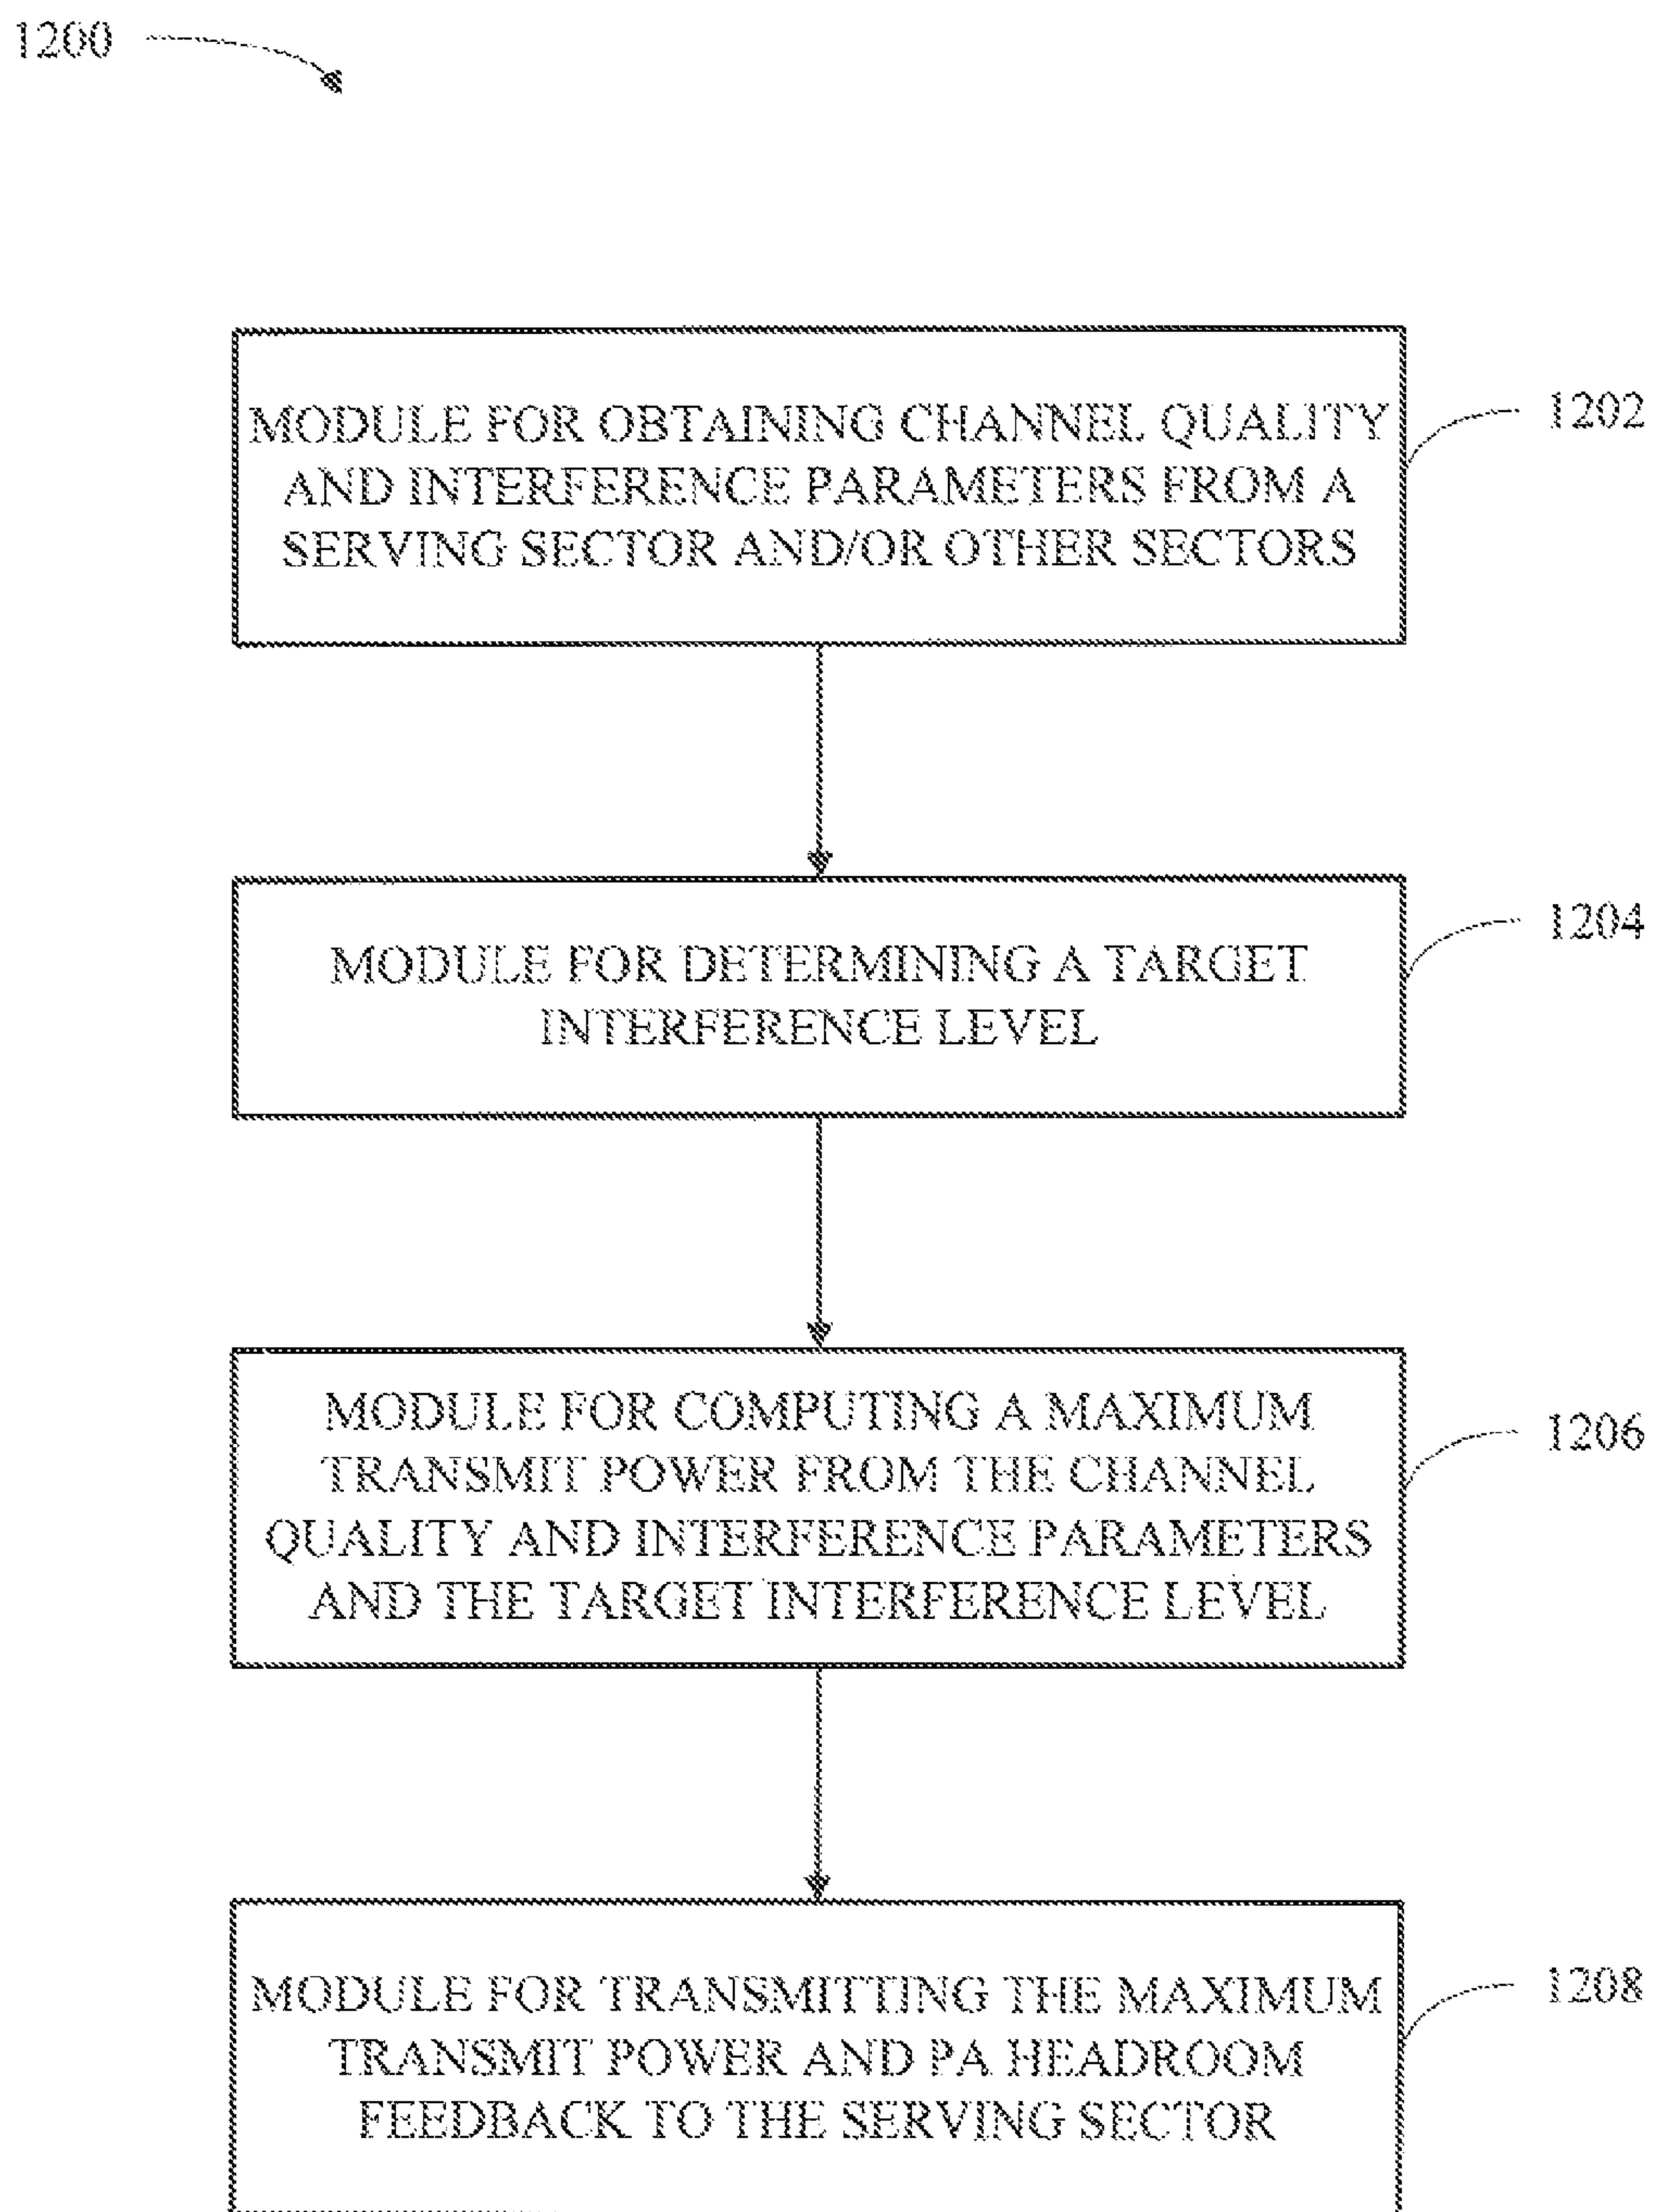 1200
MODULE FOR OBTAINING CHANNEL QUALITY
AND INTERFERENCE PARAMETERS FROM A
SERVING SECTOR AND/OR OTHER SECTORS
1202
MODULE FOR DETERMINING A TARGET
INTERFERENCE LEVEL
1204
MODULE FOR COMPUTING A MAXIMUM
TRANSMIT POWER FROM THE CHANNEL
QUALITY AND INTERFERENCE PARAMETERS
AND THE TARGET INTERFERENCE LEVEL
1206
MODULE FOR TRANSMITTING THE MAXIMUM
TRANSMIT POWER AND PA HEADROOM
FEEDBACK TO THE SERVING SECTOR
1208